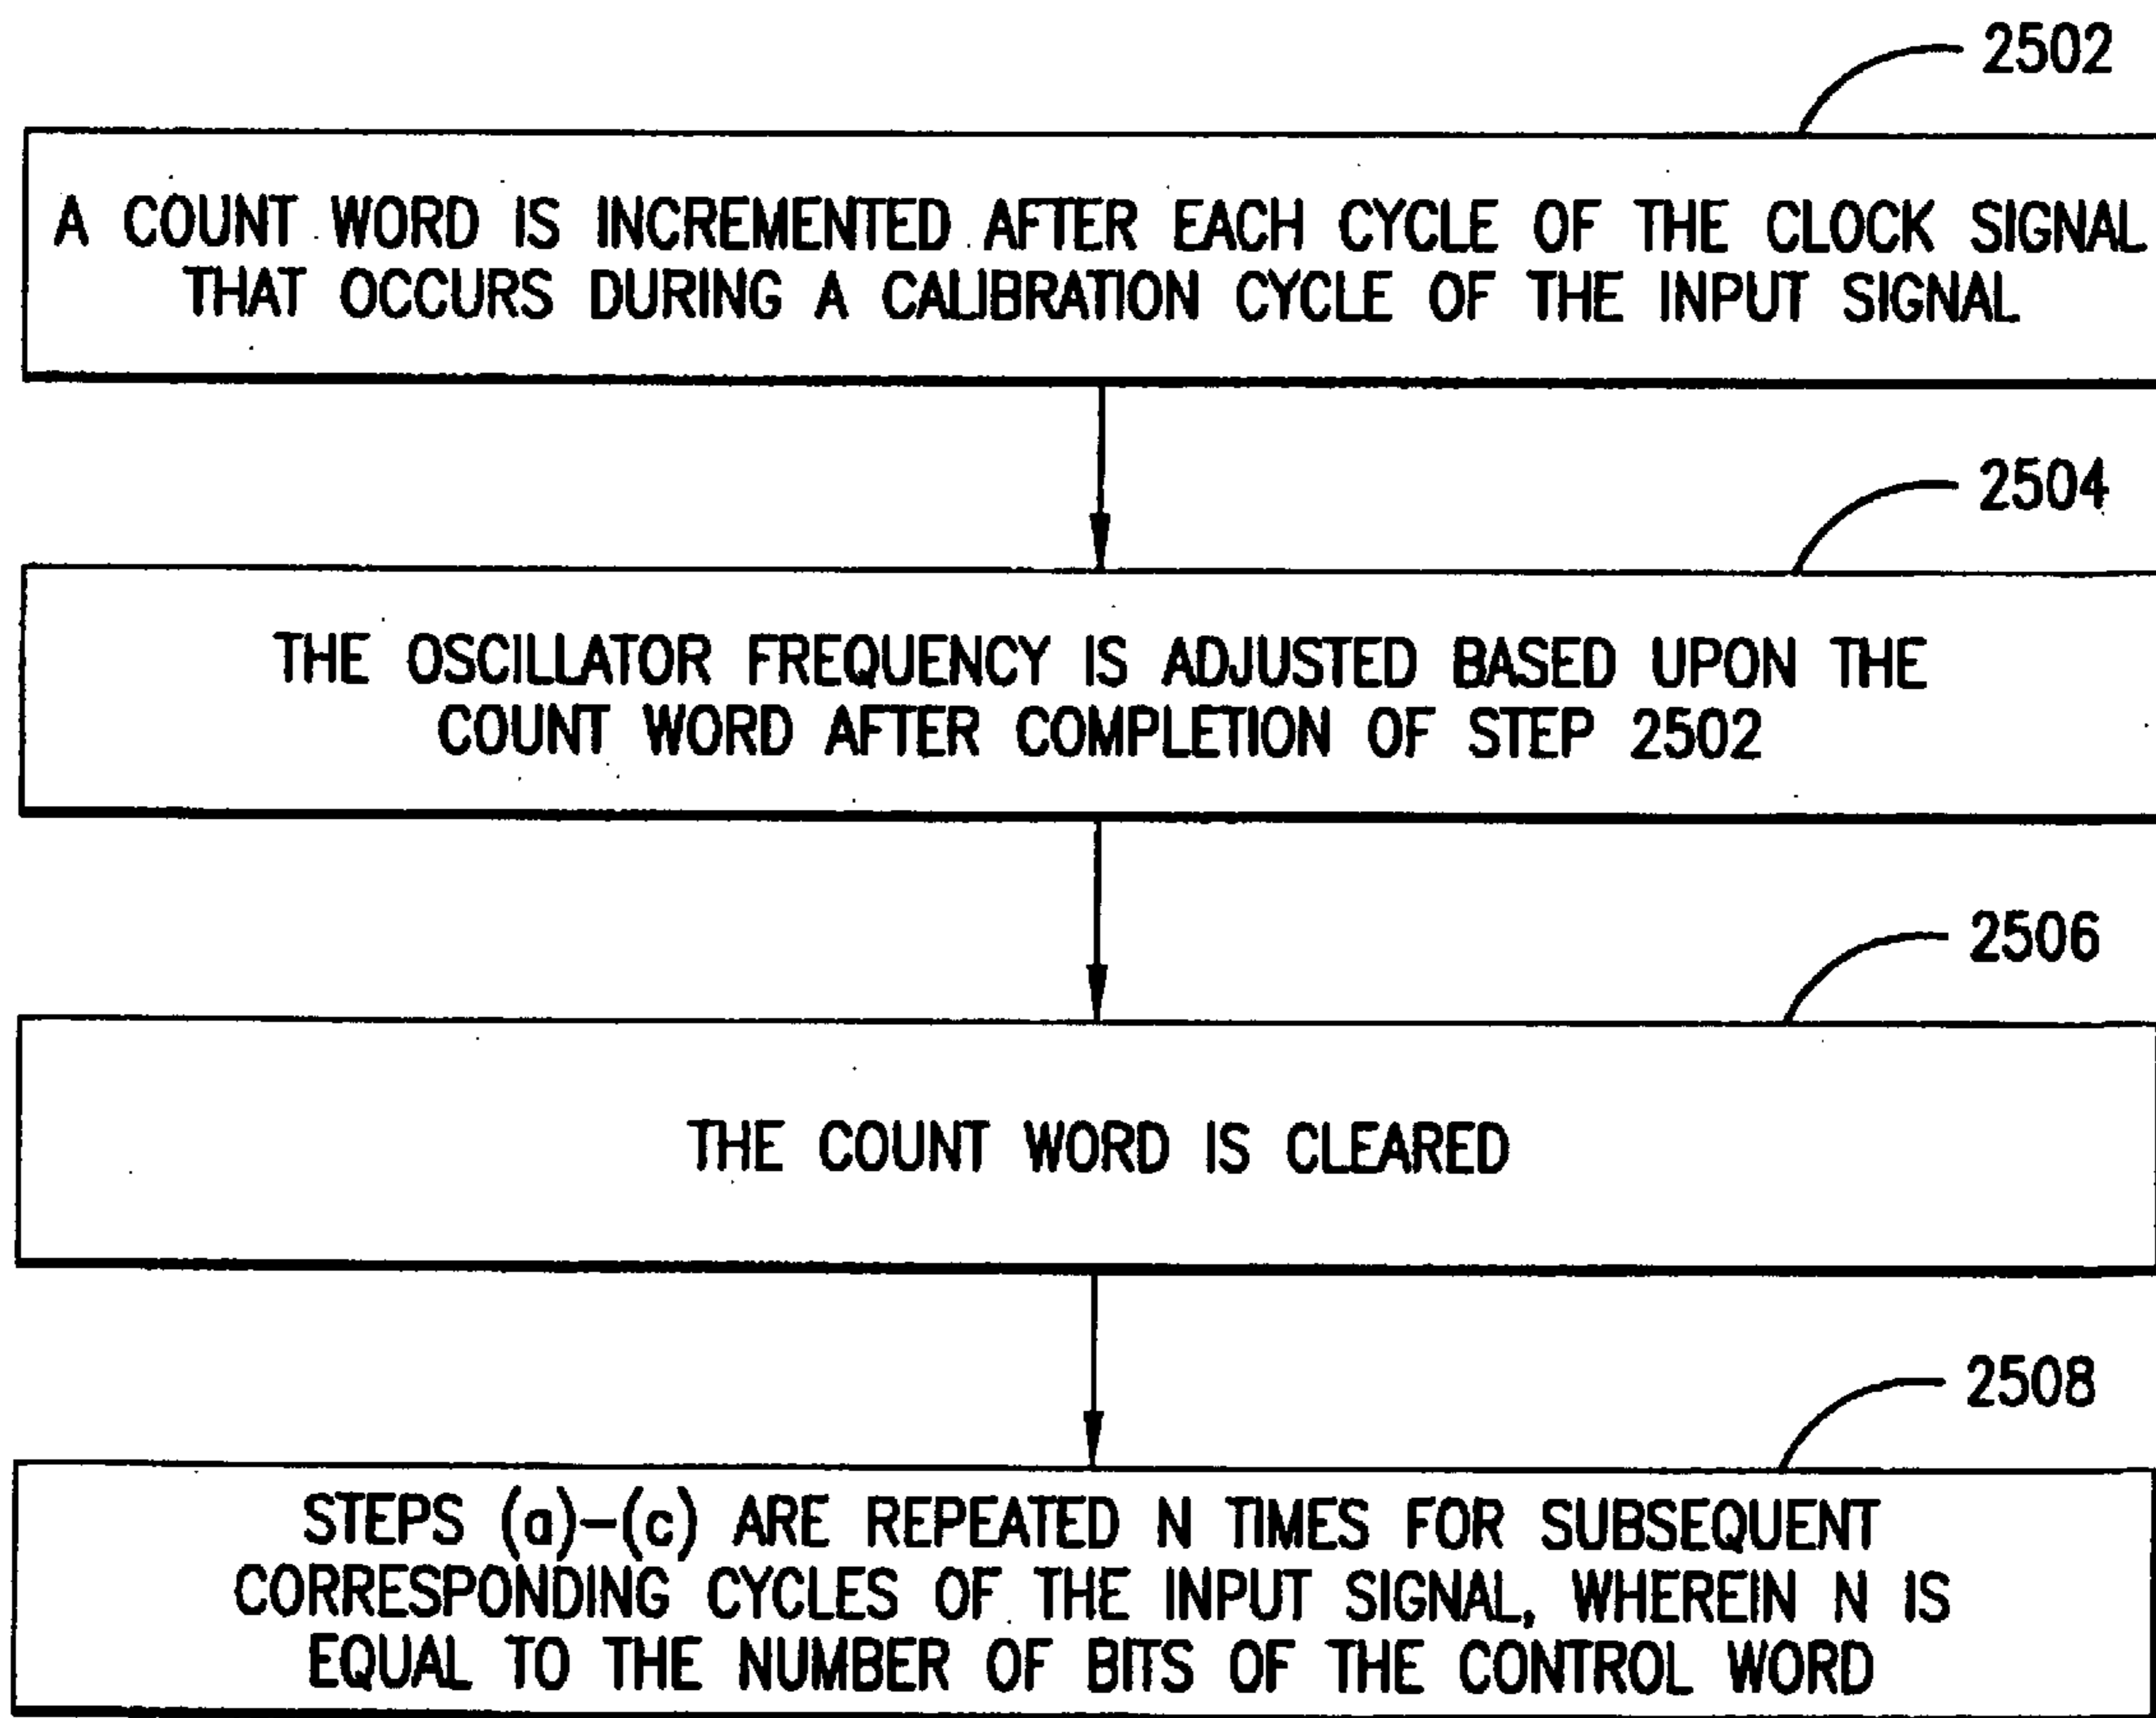 2502
A COUNT WORD IS INCREMENTED AFTER EACH CYCLE OF THE CLOCK SIGNAL
THAT OCCURS DURING A CALIBRATION CYCLE OF THE INPUT SIGNAL
2504
THE OSCILLATOR FREQUENCY IS ADJUSTED BASED UPON THE
COUNT WORD AFTER COMPLETION OF STEP 2502
2506
THE COUNT WORD IS CLEARED
2508
STEPS (a)–(c) ARE REPEATED N TIMES FOR SUBSEQUENT
CORRESPONDING CYCLES OF THE INPUT SIGNAL, WHEREIN N IS
EQUAL TO THE NUMBER OF BITS OF THE CONTROL WORD